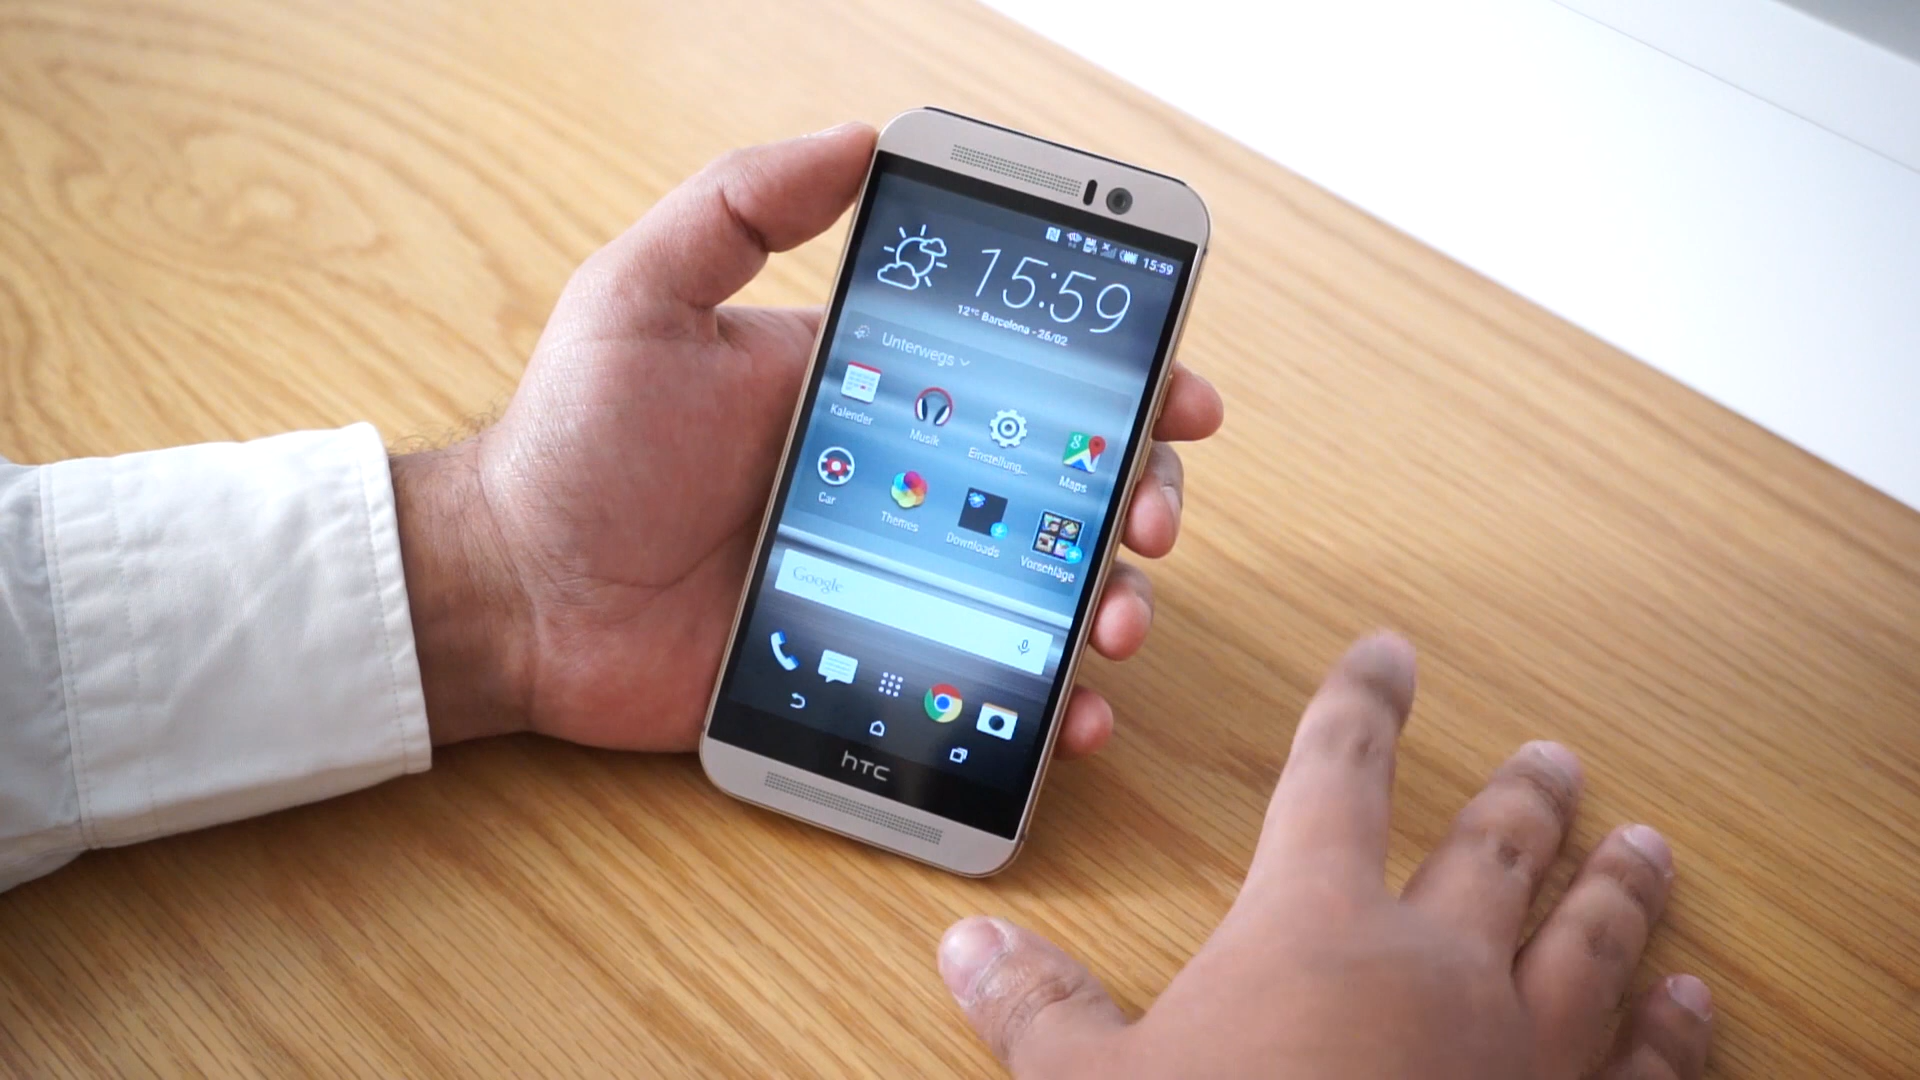 15:59
15:59
12°C Barcelona - 26/02
Unterwegs
Kalender
Musik
Einstellung...
Maps
Car
Themes
Downloads
Vorschläge
Google
hTC